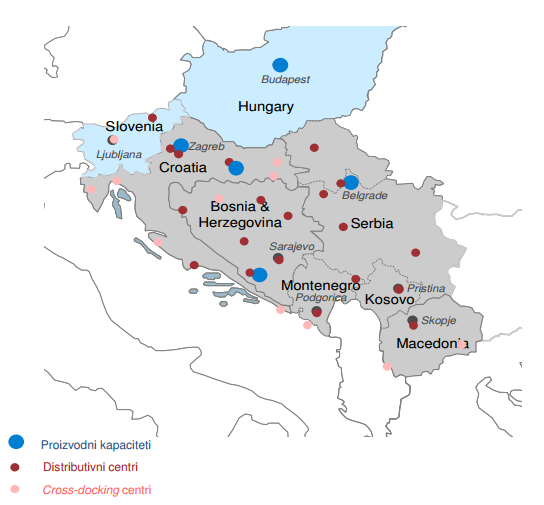 Budapest
Hungary
Slovenia
Ljubljana
Zagreb
Croatia
Belgrade
Bosnia &
Herzegovina
Serbia
Sarajevo
Montenegro
Podgorica
Pristina
Kosovo
Skopje
Macedonia
Proizvodni kapaciteti
Distributivni centri
Cross-docking centri